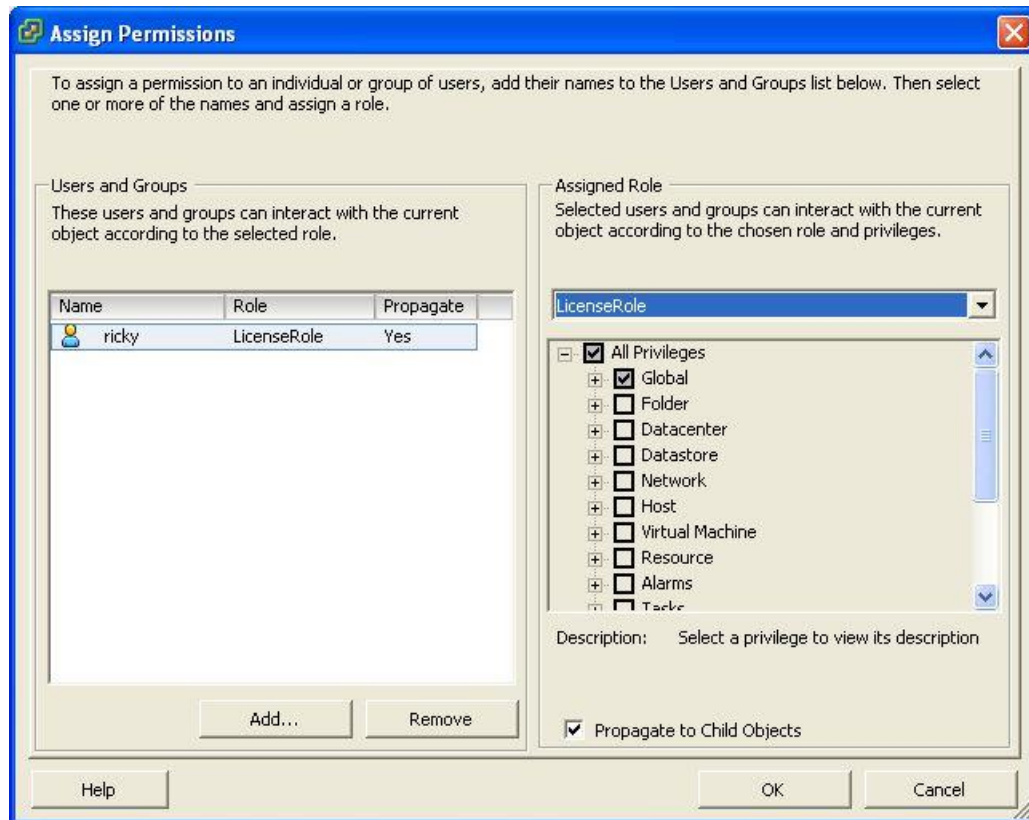 Assign Permissions
To assign a permission to an individual or group of users, add their names to the Users and Groups list below. Then select
one or more of the names and assign a role.
Users and Groups
These users and groups can interact with the current
object according to the selected role.
Name Role Propagate
ricky LicenseRole Yes
Add... Remove
Assigned Role
Selected users and groups can interact with the current
object according to the chosen role and privileges.
LicenseRole
All Privileges
Global
Folder
Datacenter
Datastore
Network
Host
Virtual Machine
Resource
Alarms
Tasks
Description: Select a privilege to view its description
Propagate to Child Objects
Help OK Cancel